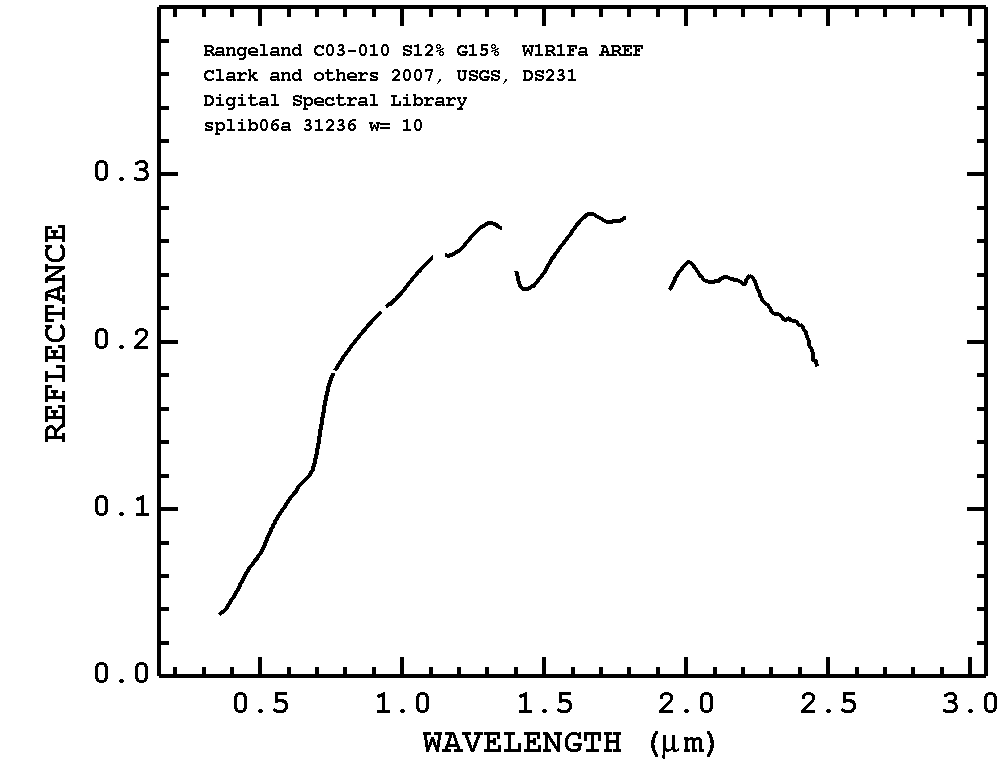 Rangeland C03-010 S12% G15% W1R1Fa AREF
Clark and others 2007, USGS, DS231
Digital Spectral Library
splib06a 31236 w= 10
0.3
0.2
0.1
0.0
REFLECTANCE
0.5 1.0 1.5 2.0 2.5 3.0
WAVELENGTH (µm)